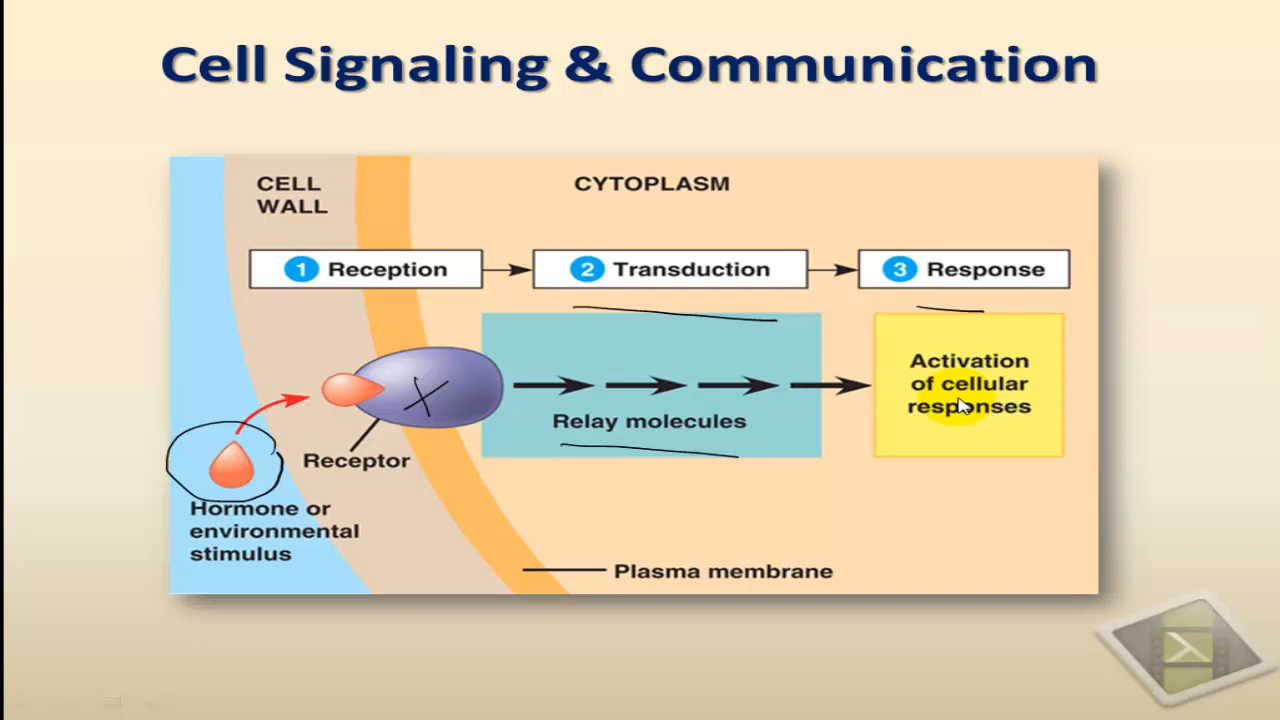 Cell Signaling & Communication
CELL
WALL
CYTOPLASM
1 Reception
2 Transduction
3 Response
Activation
of cellular
responses
Relay molecules
Receptor
Hormone or
environmental
stimulus
Plasma membrane